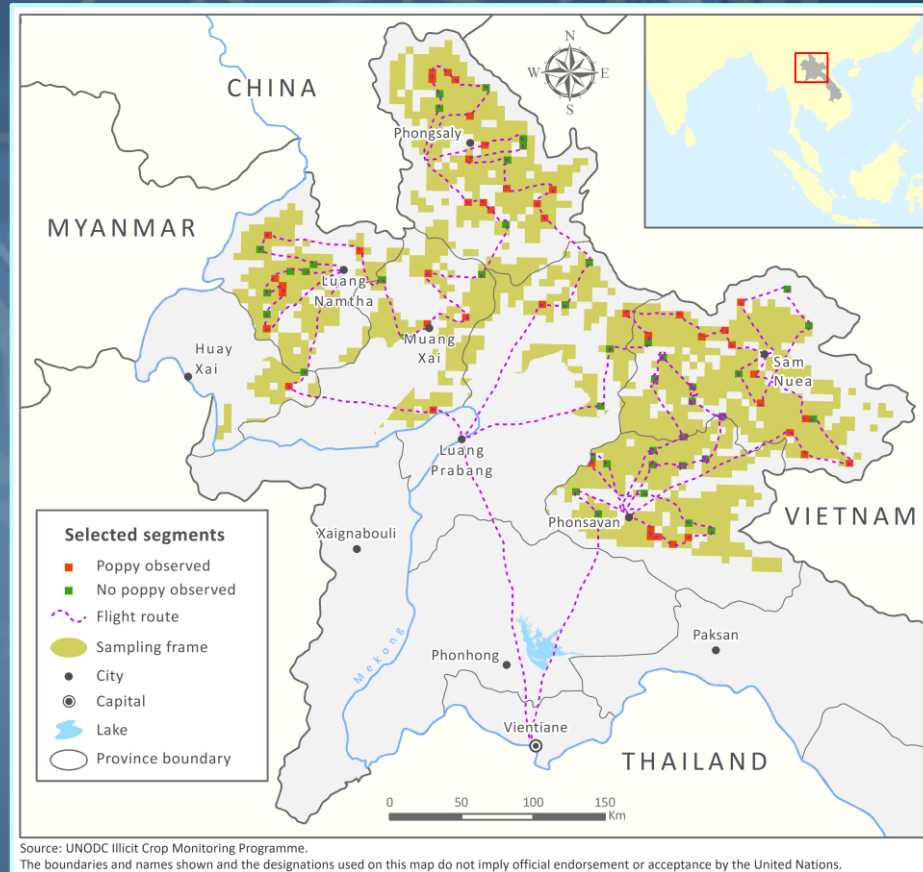 N
W E
S
CHINA
Phongsaly
MYANMAR
Luang
Namtha
Muang
Xai
Huay
Xai
Sam
Nuea
Luang
Prabang
Phonsavan
VIETNAM
Xaignabouli
Mekong
Paksan
Phonhong
Vientiane
THAILAND
Selected segments
Poppy observed
No poppy observed
Flight route
Sampling frame
City
Capital
Lake
Province boundary
0 50 100 150
Km
Source: UNODC Illicit Crop Monitoring Programme.
The boundaries and names shown and the designations used on this map do not imply official endorsement or acceptance by the United Nations.